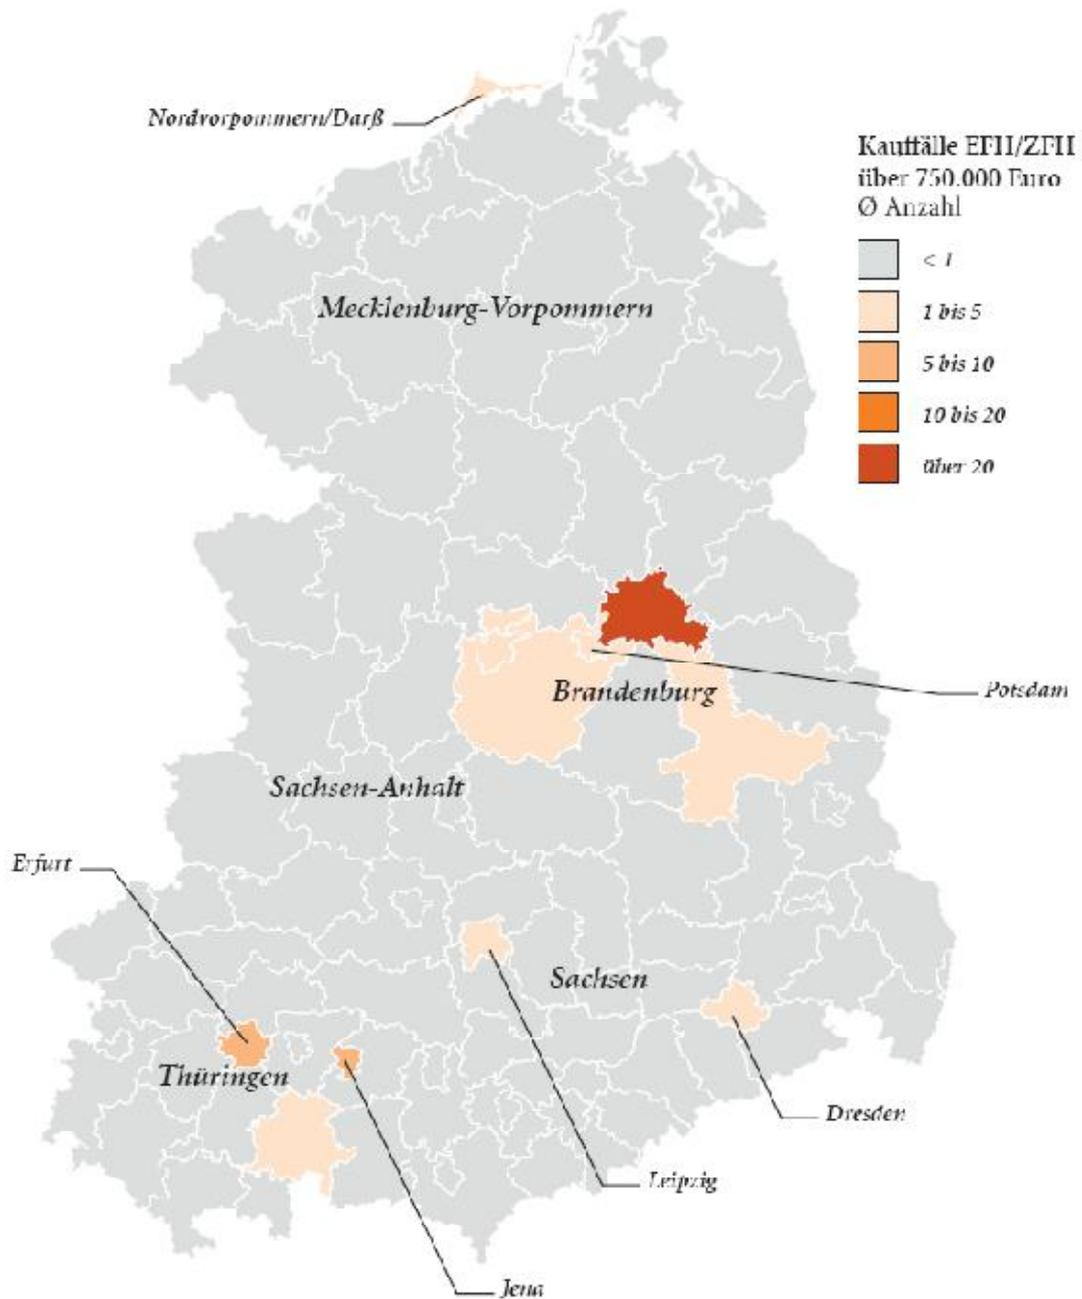 Nordvorpommern/Darß
Kauffälle EFH/ZFH
über 750.000 Euro
Ø Anzahl
< 1
1 bis 5
5 bis 10
10 bis 20
über 20
Mecklenburg-Vorpommern
Potsdam
Brandenburg
Sachsen-Anhalt
Erfurt
Sachsen
Thüringen
Dresden
Leipzig
Jena